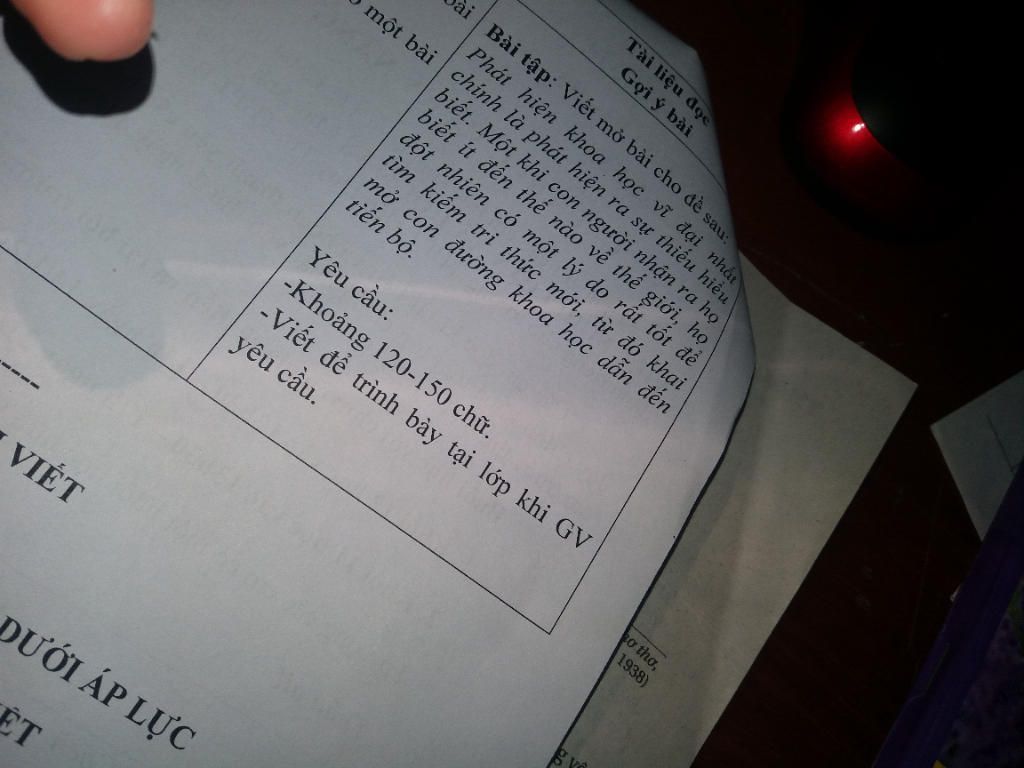 bài
một bài
Tài liệu đọc
Gợi ý bài
Bài tập: Viết mở bài cho đề sau:
Phát hiện khoa học vĩ đại nhất
chính là phát hiện ra sự thiếu hiểu
biết. Một khi con người nhận ra họ
biết ít đến thế nào về thế giới, họ
đột nhiên có một lý do rất tốt để
tìm kiếm tri thức mới, từ đó khai
mở con đường khoa học dẫn đến
tiến bộ.
Yêu cầu:
-Khoảng 120-150 chữ.
-Viết để trình bày tại lớp khi GV
yêu cầu.
VIẾT
DƯỚI ÁP LỰC
thơ,
1938)